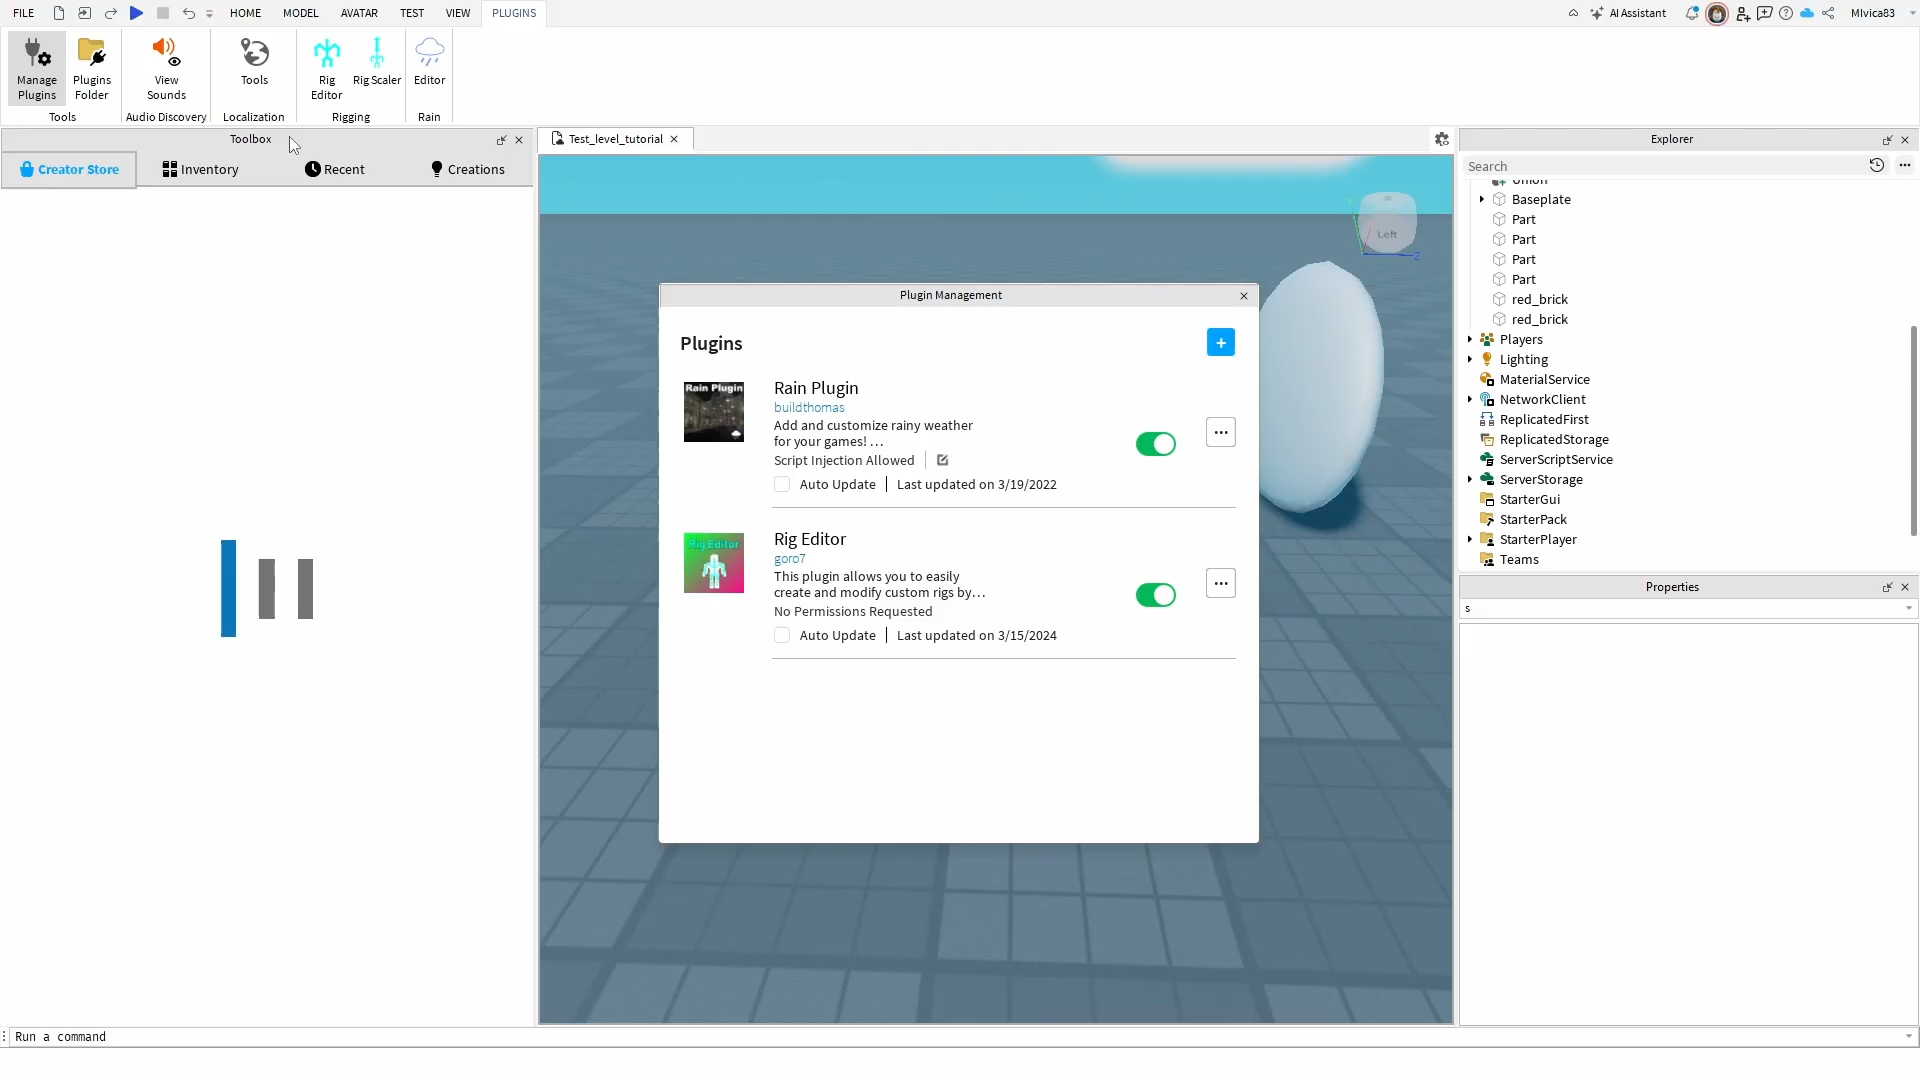 FILE HOME MODEL AVATAR TEST VIEW PLUGINS AI Assistant MIvica83
Manage Plugins
Plugins Folder
View Sounds
Tools
Rig Editor
Rig Scaler
Editor
Tools Audio Discovery Localization Rigging Rain
Toolbox
Creator Store Inventory Recent Creations
Test_level_tutorial
Left
Y
Z
Plugin Management
Plugins
+
Rain Plugin
Rain Plugin
buildthomas
Add and customize rainy weather
for your games! ...
Script Injection Allowed
Auto Update | Last updated on 3/19/2022
Rig Editor
Rig Editor
goro7
This plugin allows you to easily
create and modify custom rigs by...
No Permissions Requested
Auto Update | Last updated on 3/15/2024
Explorer
Search
Union
Baseplate
Part
Part
Part
Part
red_brick
red_brick
Players
Lighting
MaterialService
NetworkClient
ReplicatedFirst
ReplicatedStorage
ServerScriptService
ServerStorage
StarterGui
StarterPack
StarterPlayer
Teams
Properties
s
Run a command